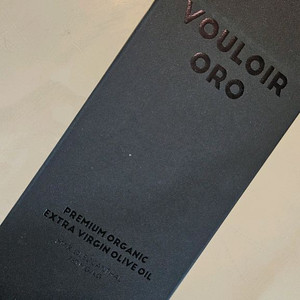 VOULOIR
ORO
PREMIUM ORGANIC
EXTRA VIRGIN OLIVE OIL